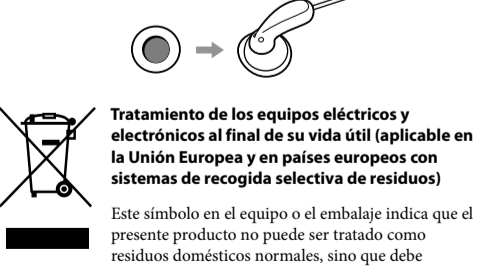 Tratamiento de los equipos eléctricos y
electrónicos al final de su vida útil (aplicable en
la Unión Europea y en países europeos con
sistemas de recogida selectiva de residuos)
Este símbolo en el equipo o el embalaje indica que el
presente producto no puede ser tratado como
residuos domésticos normales, sino que debe